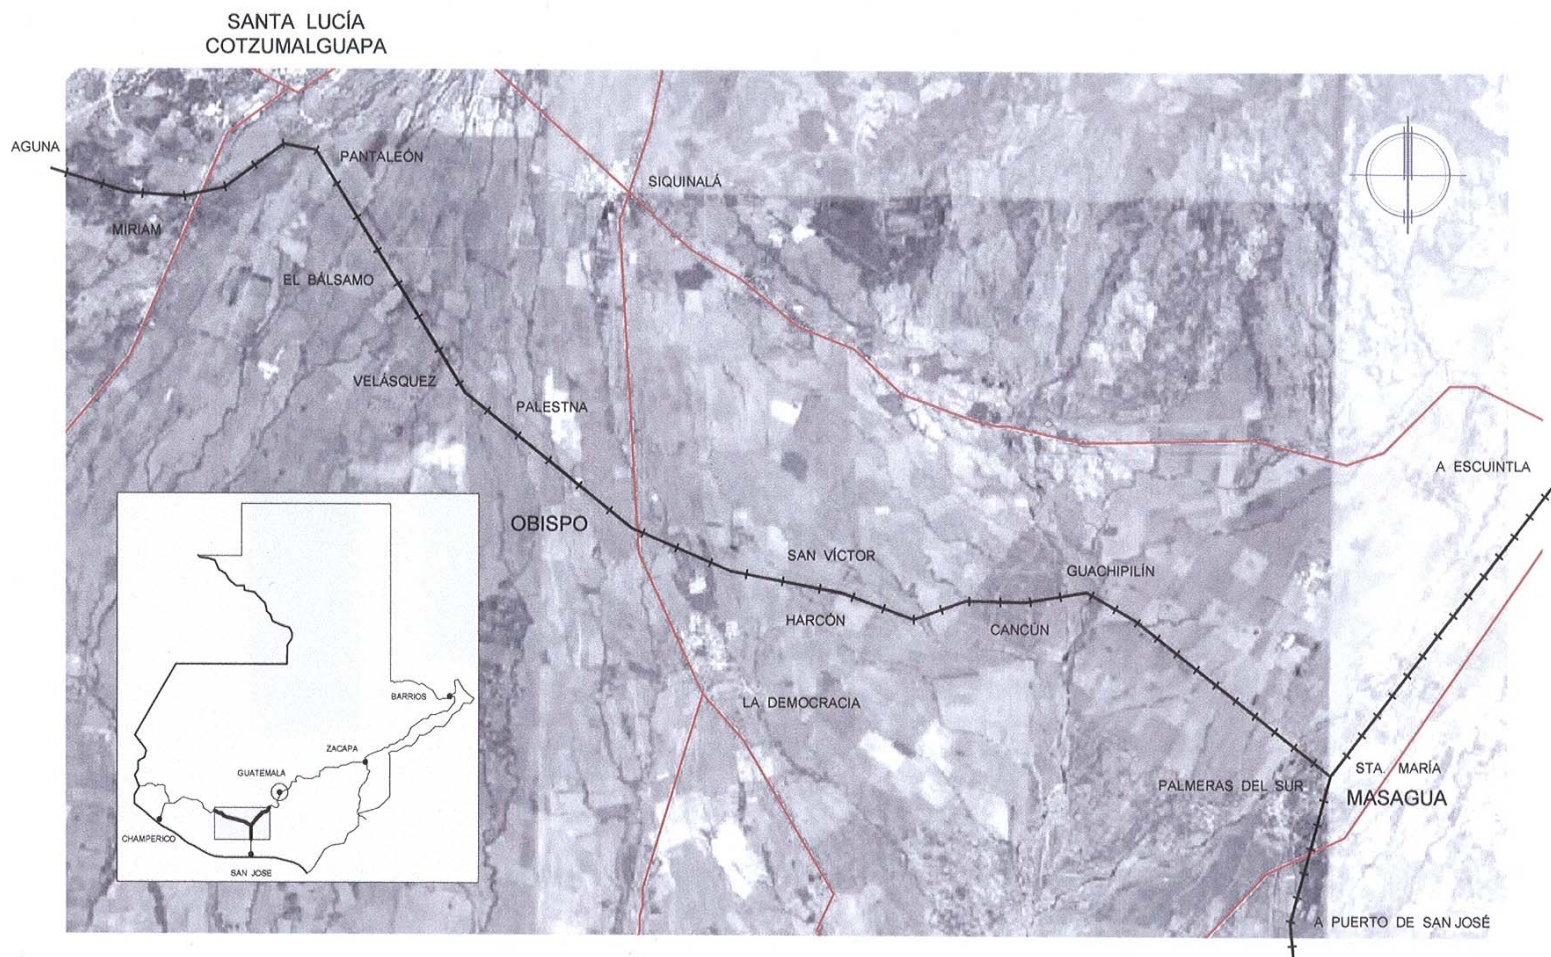 SANTA LUCÍA
COTZUMALGUAPA
AGUNA
PANTALEÓN
SIQUINALÁ
MIRIAM
EL BÁLSAMO
VELÁSQUEZ
PALESTNA
A ESCUINTLA
OBISPO
SAN VÍCTOR
GUACHIPILÍN
HARCÓN
CANCÚN
LA DEMOCRACIA
BARRIOS
ZACAPA
GUATEMALA
CHAMPERICO
SAN JOSE
STA. MARÍA
PALMERAS DEL SUR
MASAGUA
A PUERTO DE SAN JOSÉ